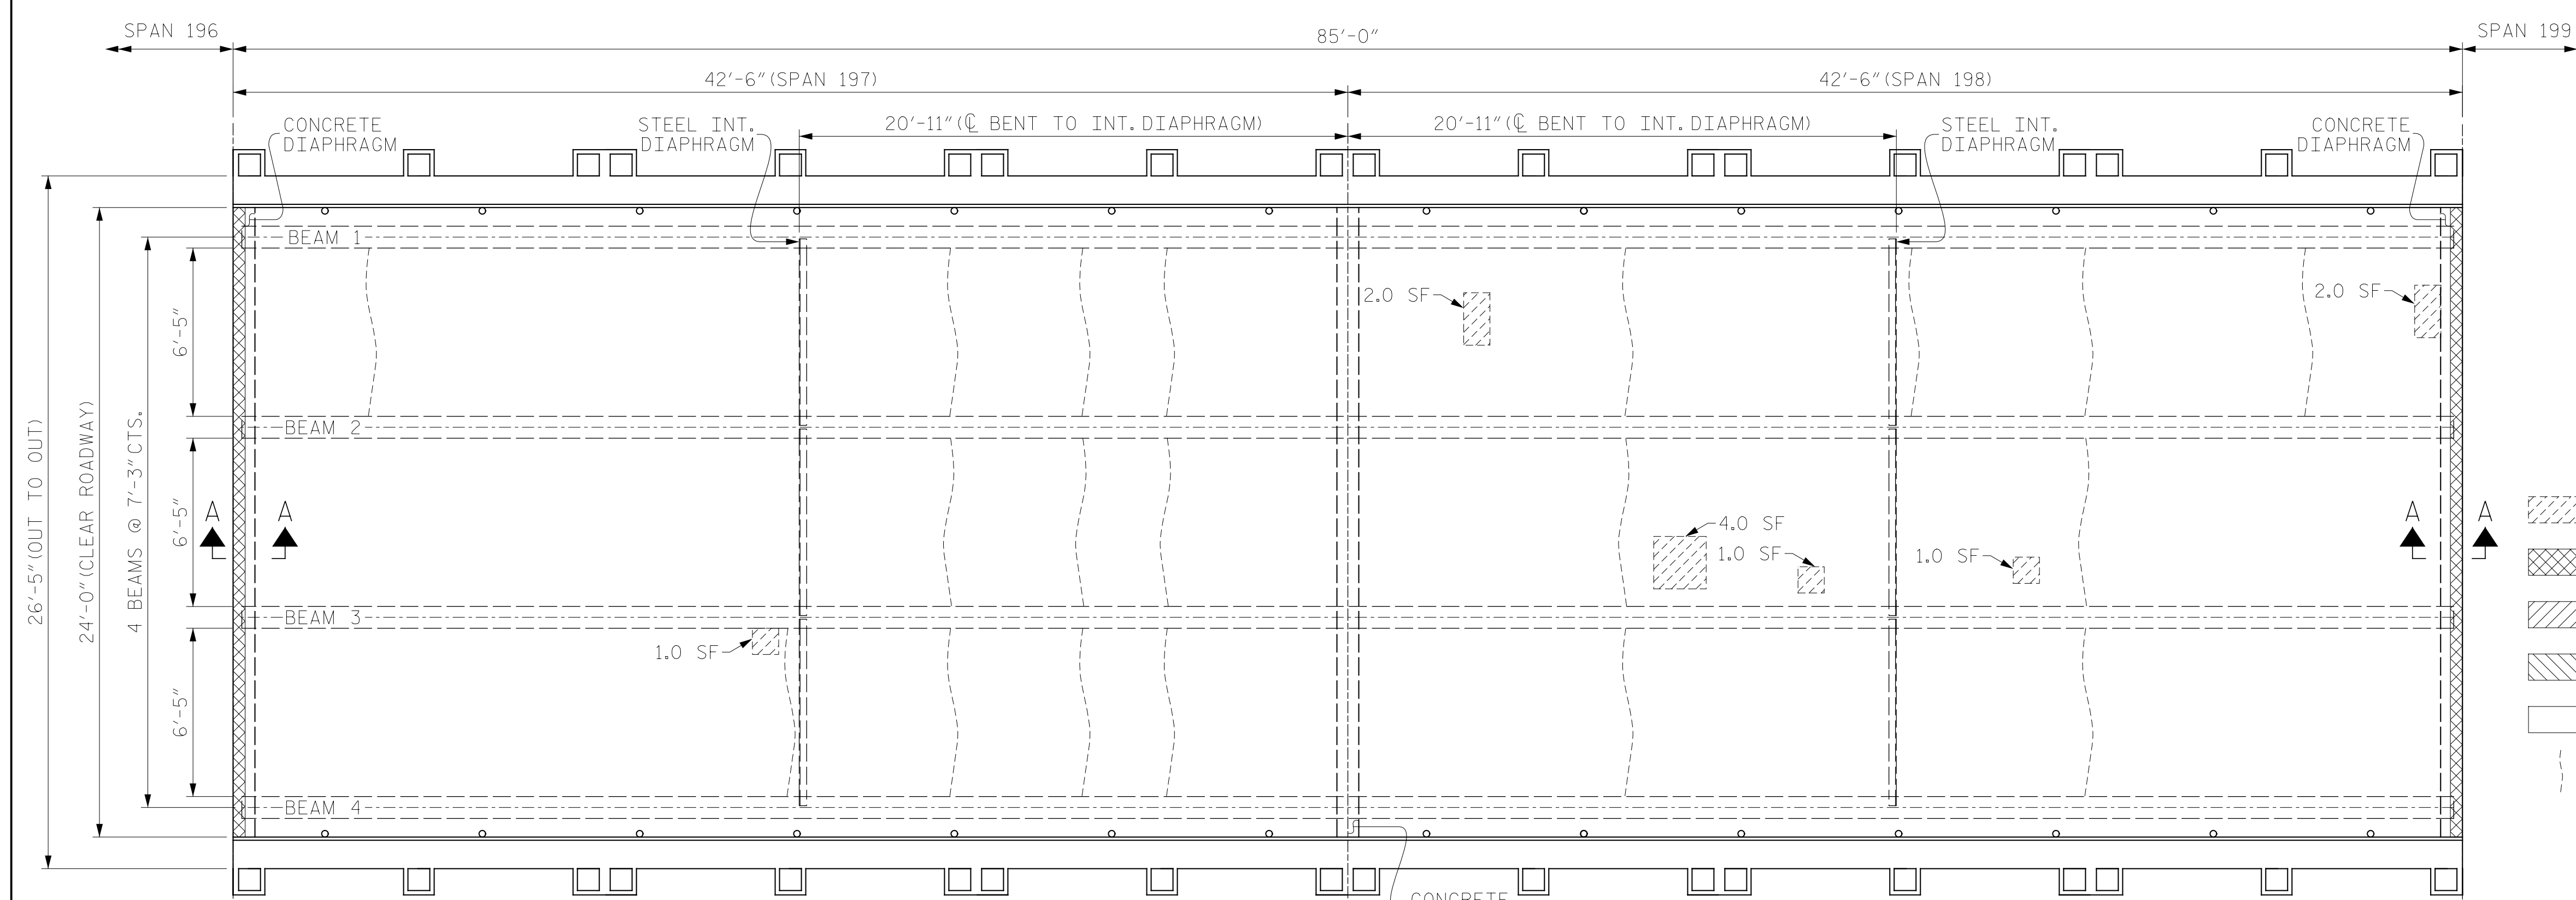 SPAN 196
85'-0"
SPAN 199
42'-6" (SPAN 197)
42'-6" (SPAN 198)
CONCRETE
DIAPHRAGM
STEEL INT.
DIAPHRAGM
20'-11" (℄ BENT TO INT. DIAPHRAGM)
20'-11" (℄ BENT TO INT. DIAPHRAGM)
STEEL INT.
DIAPHRAGM
CONCRETE
DIAPHRAGM
26'-5" (OUT TO OUT)
24'-0" (CLEAR ROADWAY)
4 BEAMS @ 7'-3" CTS.
6'-5"
6'-5"
6'-5"
BEAM 1
BEAM 2
BEAM 3
BEAM 4
2.0 SF
2.0 SF
4.0 SF
1.0 SF
1.0 SF
1.0 SF
A
A
A
A
CONCRETE